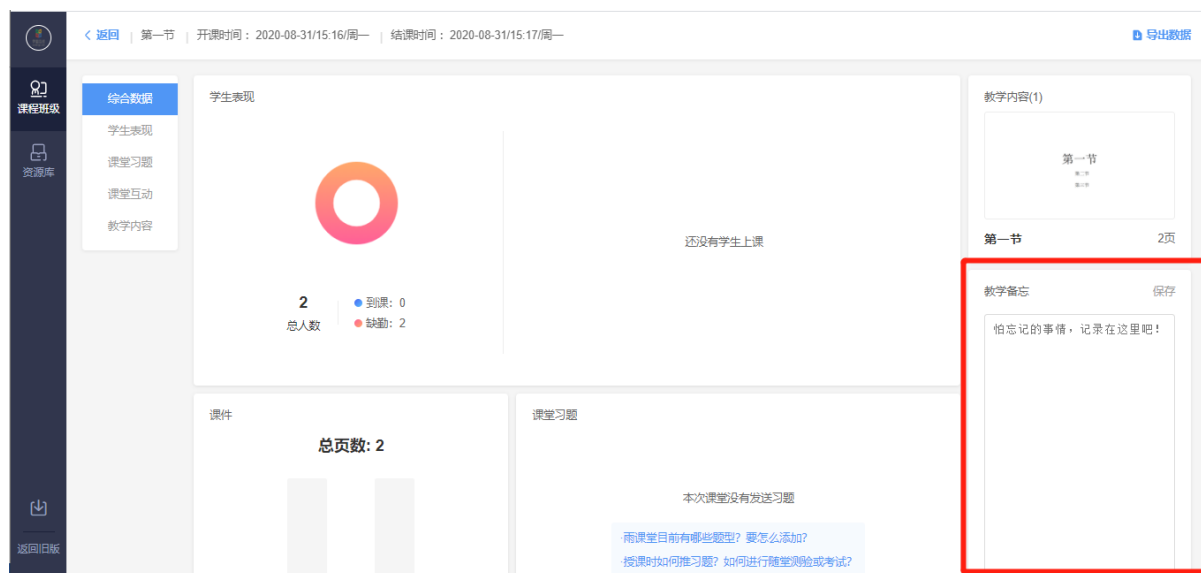 返回 第一节 开课时间：2020-08-31/15:16/周一 结课时间：2020-08-31/15:17/周一 导出数据
课程班级
资源库
返回旧版
综合数据
学生表现
课堂习题
课堂互动
教学内容
学生表现
2
总人数
到课：0
缺勤：2
还没有学生上课
教学内容(1)
第一节
第二节
第三节
第一节 2页
教学备忘 保存
怕忘记的事情，记录在这里吧！
课件
总页数: 2
课堂习题
本次课堂没有发送习题
·雨课堂目前有哪些题型？要怎么添加?
·授课时如何推习题？如何进行随堂测验或考试?